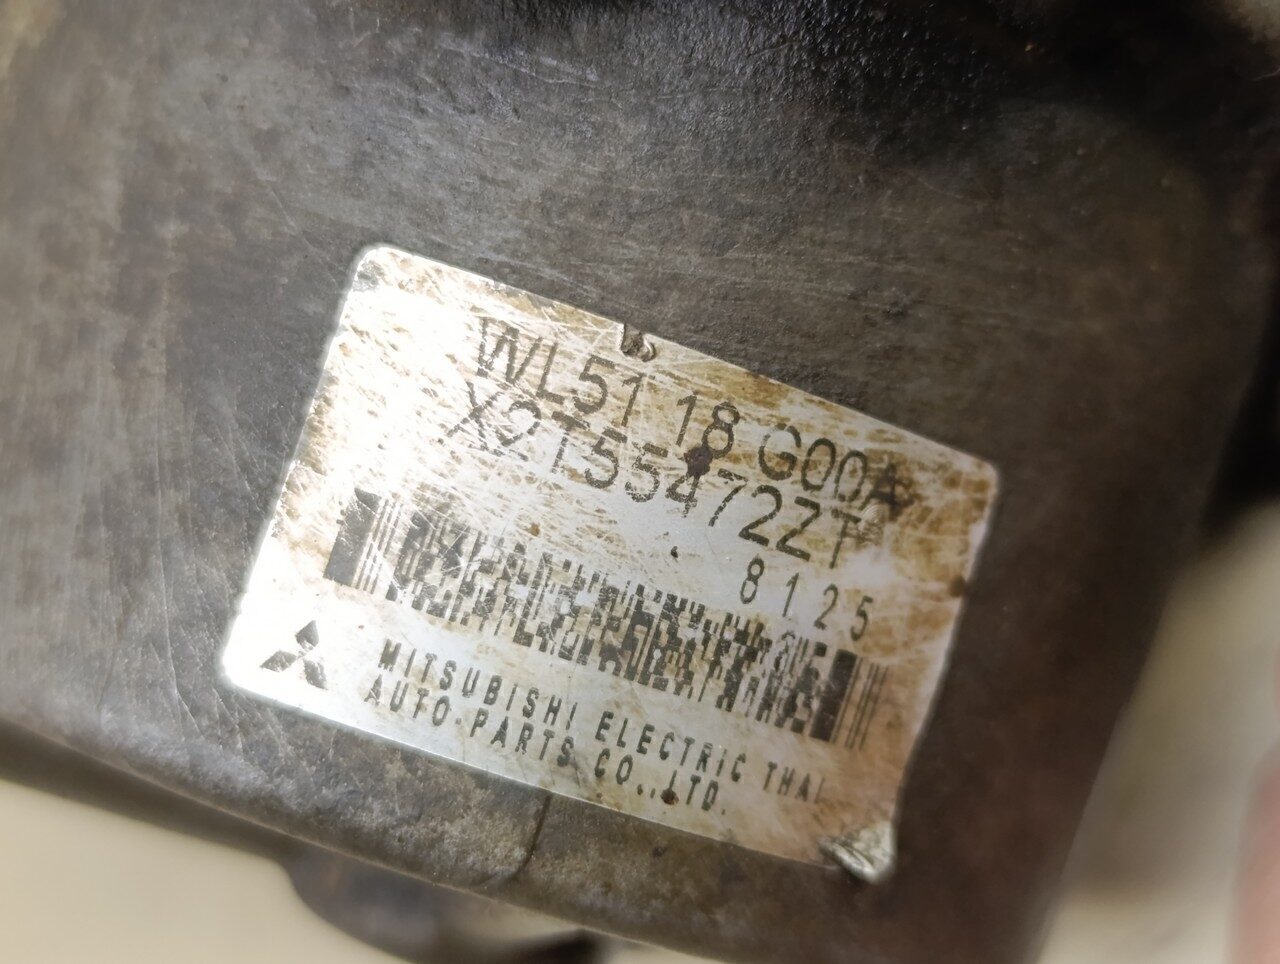 WL51 18 G00A
X2T55472ZT
8125
MITSUBISHI ELECTRIC THAI
AUTO-PARTS CO.,LTD.